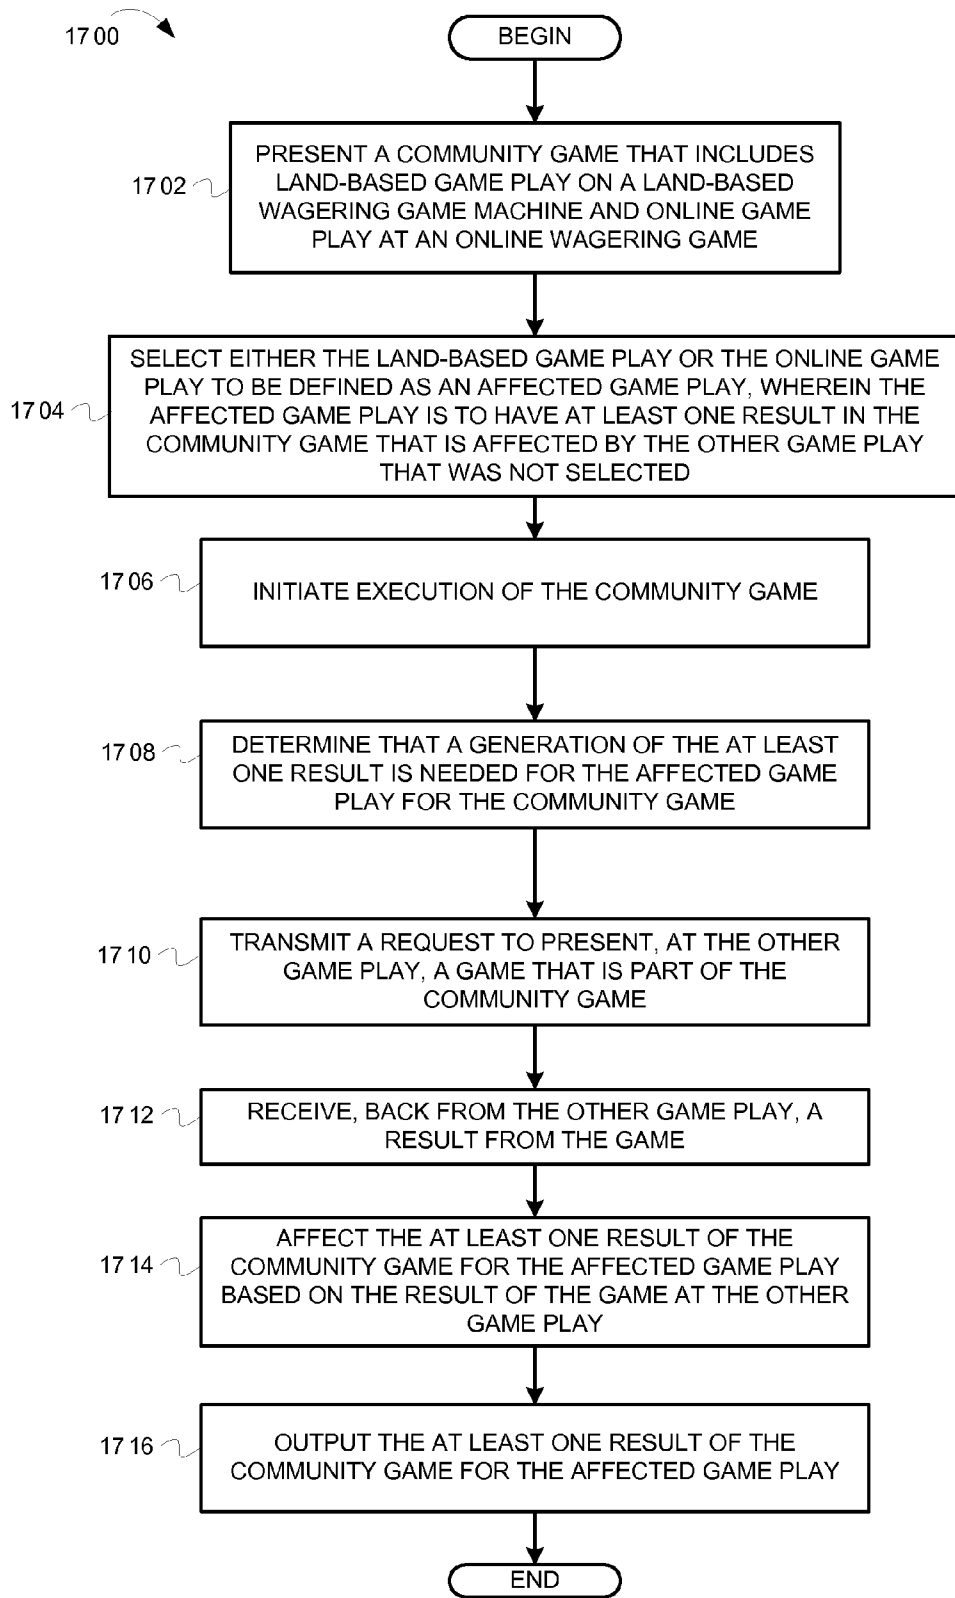 1700
BEGIN
1702
PRESENT A COMMUNITY GAME THAT INCLUDES
LAND-BASED GAME PLAY ON A LAND-BASED
WAGERING GAME MACHINE AND ONLINE GAME
PLAY AT AN ONLINE WAGERING GAME
1704
SELECT EITHER THE LAND-BASED GAME PLAY OR THE ONLINE GAME
PLAY TO BE DEFINED AS AN AFFECTED GAME PLAY, WHEREIN THE
AFFECTED GAME PLAY IS TO HAVE AT LEAST ONE RESULT IN THE
COMMUNITY GAME THAT IS AFFECTED BY THE OTHER GAME PLAY
THAT WAS NOT SELECTED
1706
INITIATE EXECUTION OF THE COMMUNITY GAME
1708
DETERMINE THAT A GENERATION OF THE AT LEAST
ONE RESULT IS NEEDED FOR THE AFFECTED GAME
PLAY FOR THE COMMUNITY GAME
1710
TRANSMIT A REQUEST TO PRESENT, AT THE OTHER
GAME PLAY, A GAME THAT IS PART OF THE
COMMUNITY GAME
1712
RECEIVE, BACK FROM THE OTHER GAME PLAY, A
RESULT FROM THE GAME
1714
AFFECT THE AT LEAST ONE RESULT OF THE
COMMUNITY GAME FOR THE AFFECTED GAME PLAY
BASED ON THE RESULT OF THE GAME AT THE OTHER
GAME PLAY
1716
OUTPUT THE AT LEAST ONE RESULT OF THE
COMMUNITY GAME FOR THE AFFECTED GAME PLAY
END